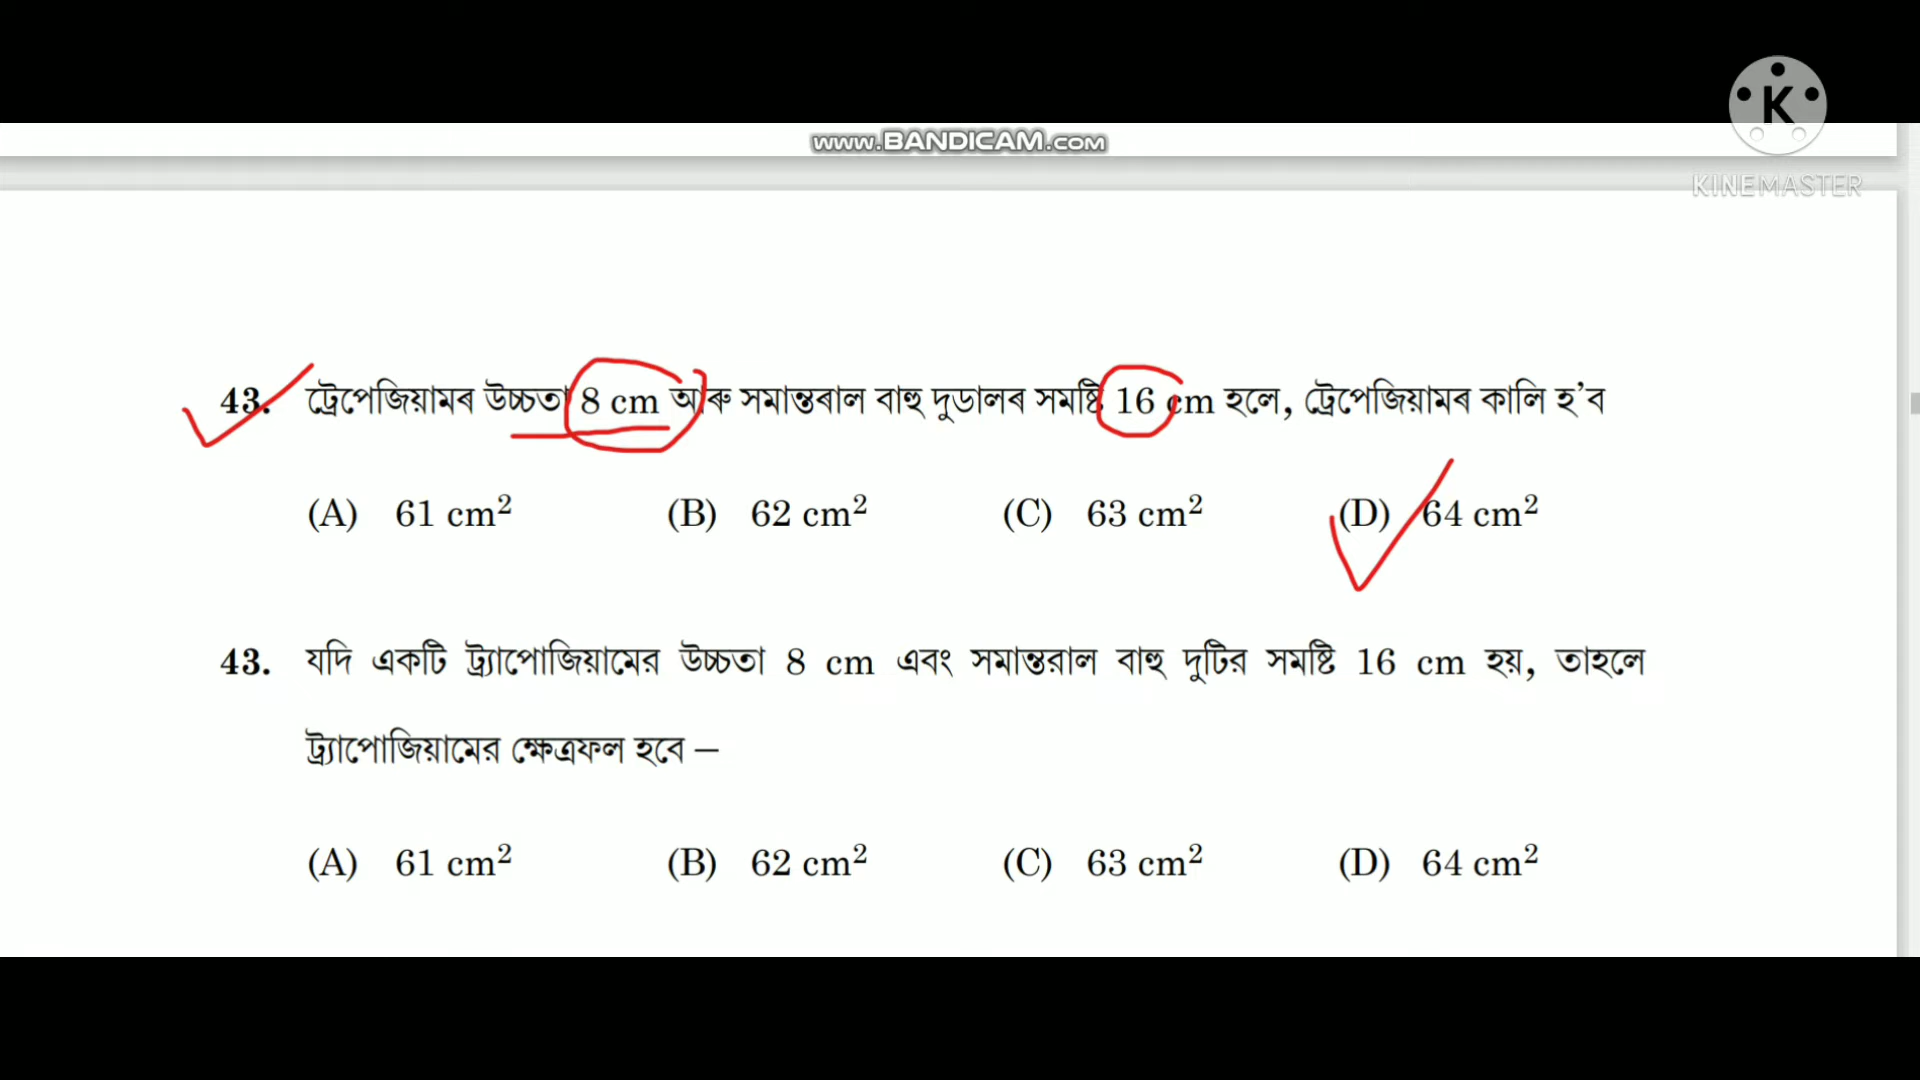 www.BANDICAM.com
K
KINEMASTER
43. ট্রেপেজিয়ামৰ উচ্চতা 8 cm আৰু সমান্তৰাল বাহু দুডালৰ সমষ্টি 16 cm হলে, ট্রেপেজিয়ামৰ কালি হ’ব
(A) 61 cm² (B) 62 cm² (C) 63 cm² (D) 64 cm²
43. যদি একটি ট্র্যাপোজিয়ামের উচ্চতা 8 cm এবং সমান্তরাল বাহু দুটির সমষ্টি 16 cm হয়, তাহলে
ট্র্যাপোজিয়ামের ক্ষেত্রফল হবে –
(A) 61 cm² (B) 62 cm² (C) 63 cm² (D) 64 cm²